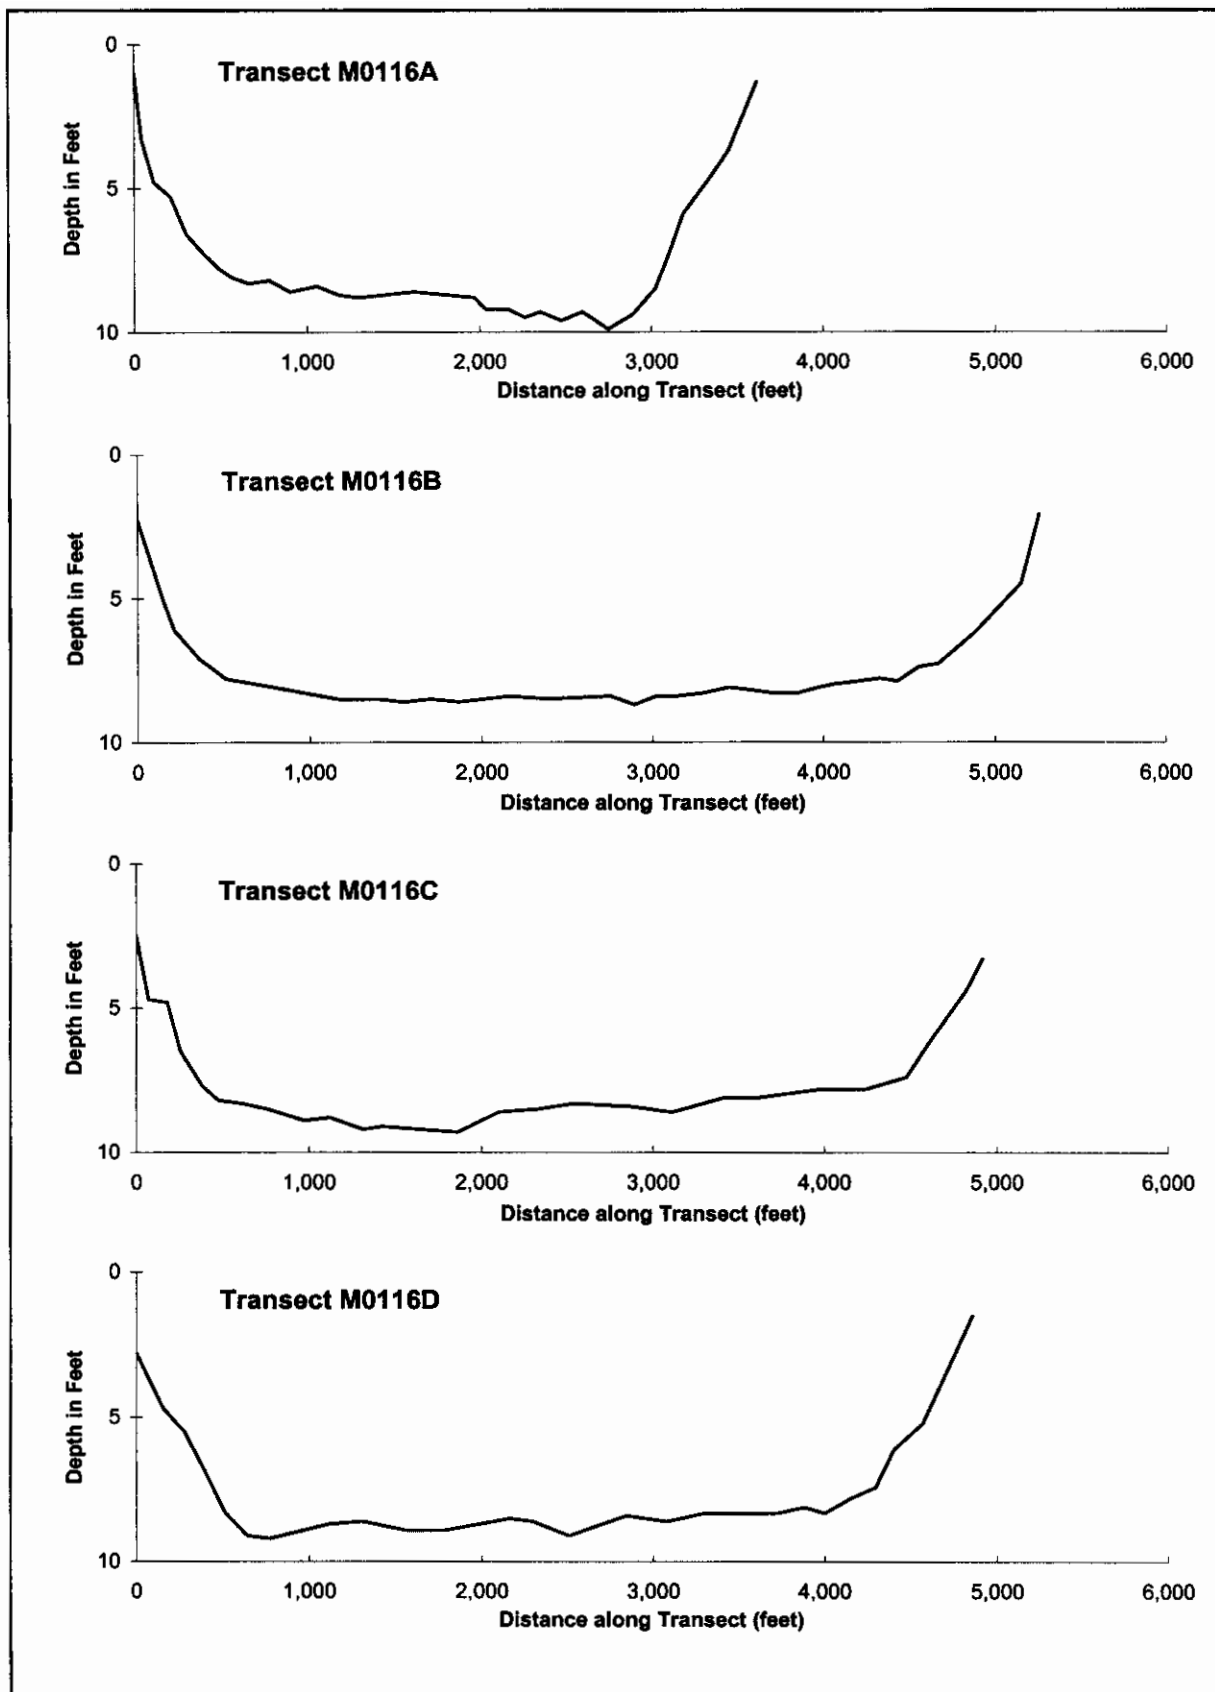 Transect M0116A
Depth in Feet
0
5
10
0 1,000 2,000 3,000 4,000 5,000 6,000
Distance along Transect (feet)
Transect M0116B
Depth in Feet
0
5
10
0 1,000 2,000 3,000 4,000 5,000 6,000
Distance along Transect (feet)
Transect M0116C
Depth in Feet
0
5
10
0 1,000 2,000 3,000 4,000 5,000 6,000
Distance along Transect (feet)
Transect M0116D
Depth in Feet
0
5
10
0 1,000 2,000 3,000 4,000 5,000 6,000
Distance along Transect (feet)